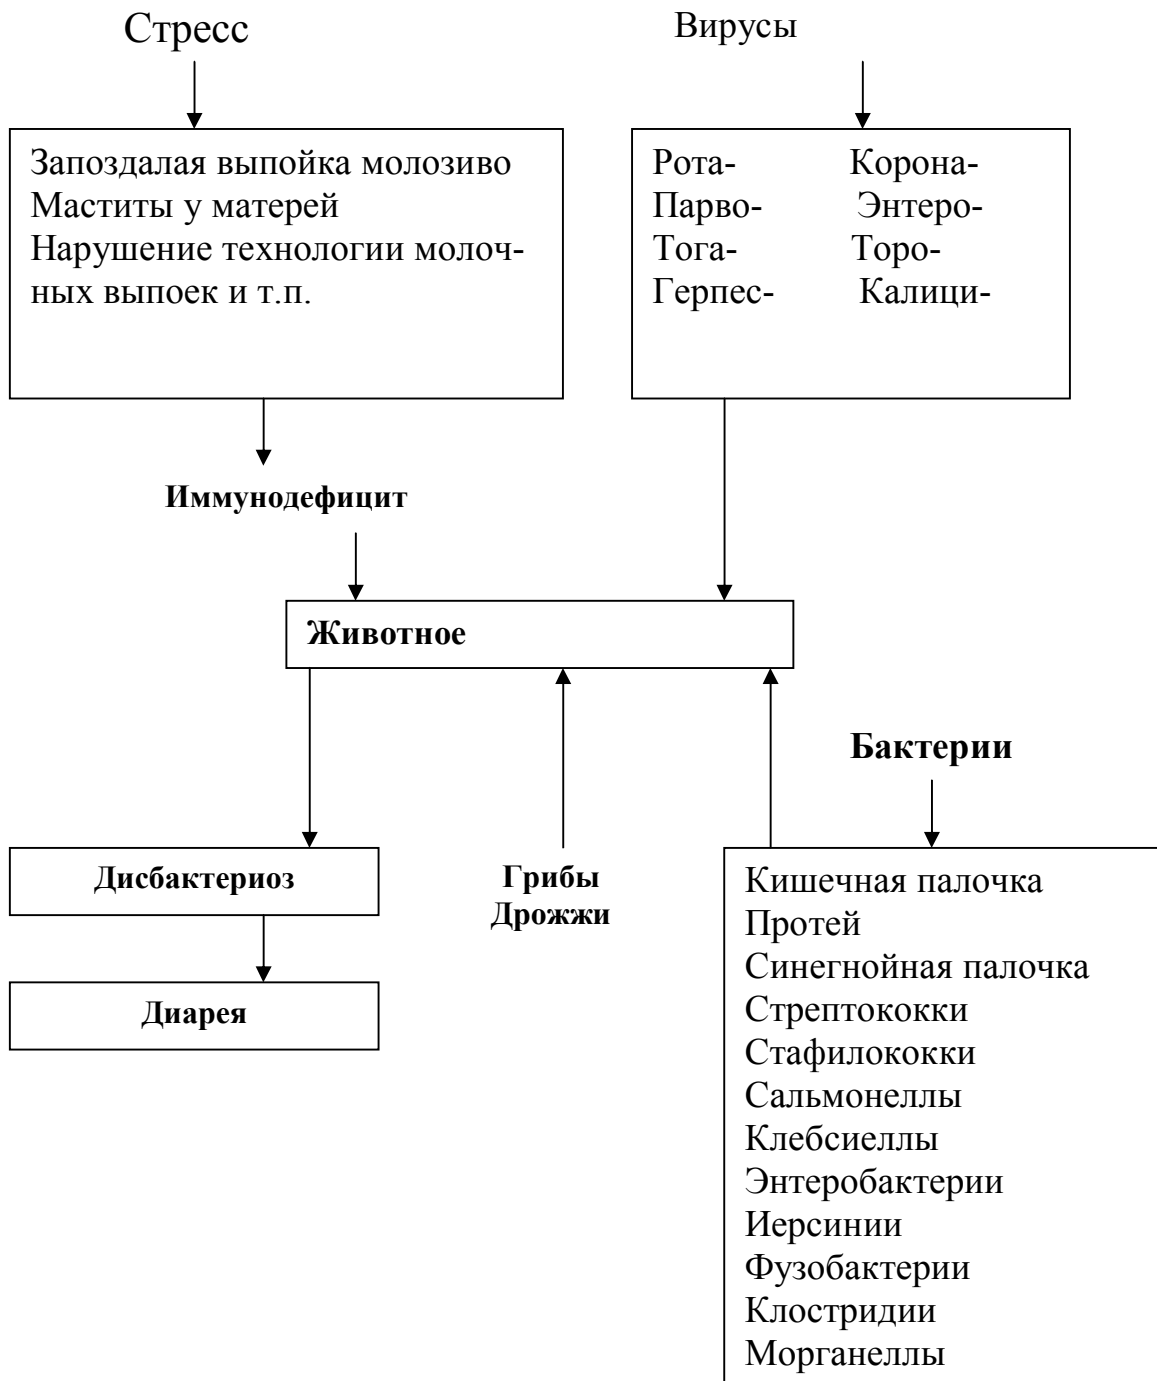 Стресс
Вирусы
Запоздалая выпойка молозиво
Маститы у матерей
Нарушение технологии молоч-
ных выпоек и т.п.
Рота- Корона-
Парво- Энтеро-
Тога- Торо-
Герпес- Калици-
Иммунодефицит
Животное
Бактерии
Дисбактериоз
Диарея
Грибы
Дрожжи
Кишечная палочка
Протей
Синегнойная палочка
Стрептококки
Стафилококки
Сальмонеллы
Клебсиеллы
Энтеробактерии
Иерсинии
Фузобактерии
Клостридии
Морганеллы